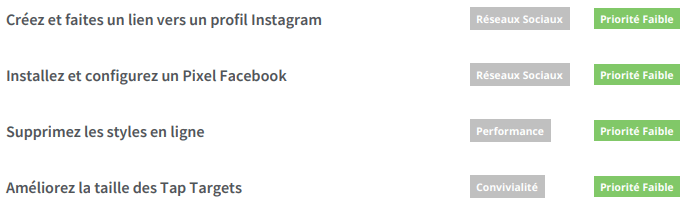 Créez et faites un lien vers un profil Instagram Réseaux Sociaux Priorité Faible
Installez et configurez un Pixel Facebook Réseaux Sociaux Priorité Faible
Supprimez les styles en ligne Performance Priorité Faible
Améliorez la taille des Tap Targets Convivialité Priorité Faible